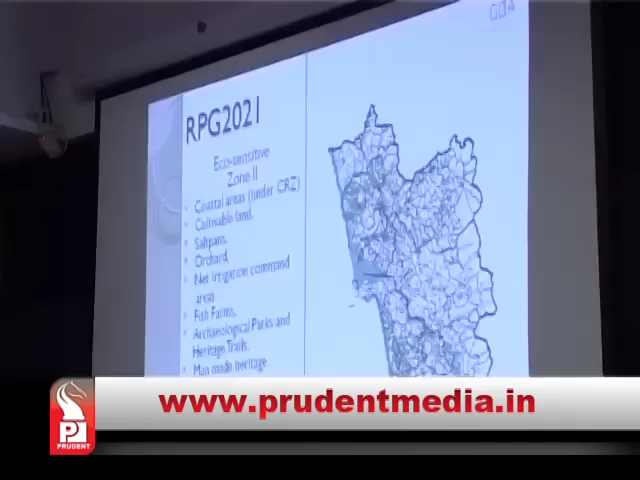 RPG2021
Eco-sensitive
Zone-II
Coastal areas (under CRZ)
Cultivable land,
Saltpans,
Orchard,
Net irrigation command
areas
Fish Farms,
Archaeological Parks and
Heritage Trails,
Man made heritage
www.prudentmedia.in
PRUDENT